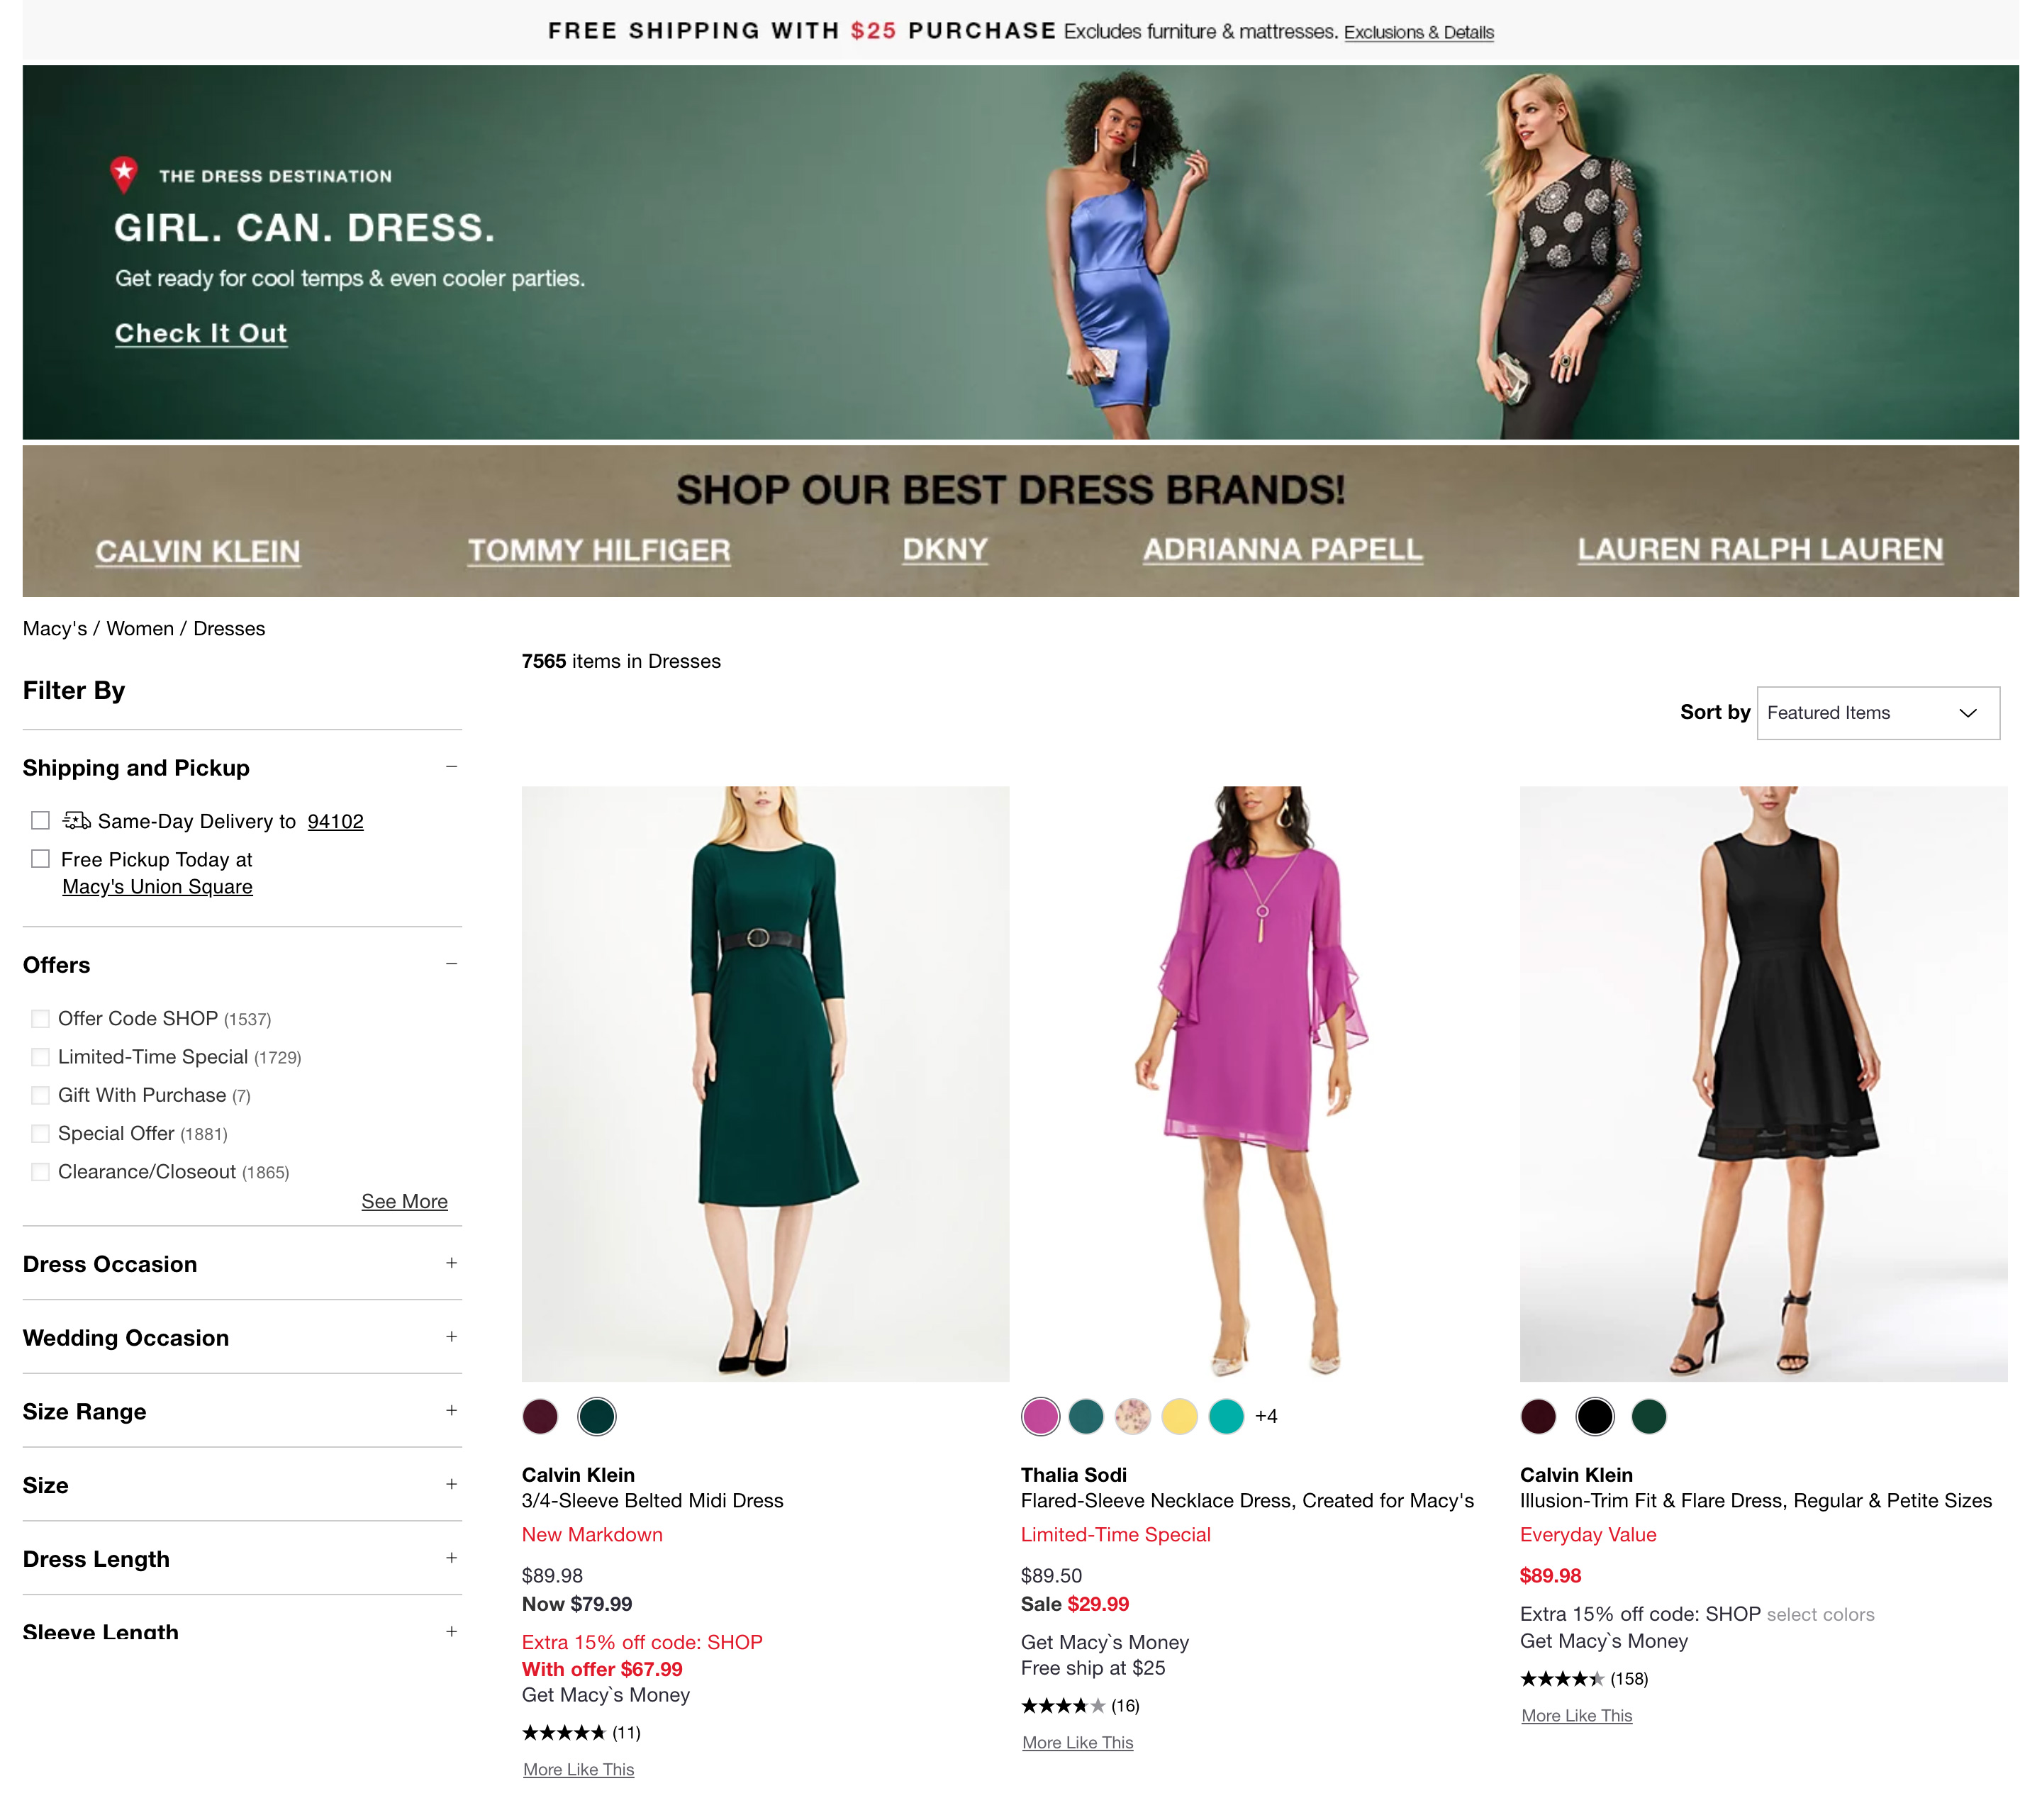 FREE SHIPPING WITH $25 PURCHASE Excludes furniture & mattresses. Exclusions & Details
THE DRESS DESTINATION
GIRL. CAN. DRESS.
Get ready for cool temps & even cooler parties.
Check It Out
SHOP OUR BEST DRESS BRANDS!
CALVIN KLEIN TOMMY HILFIGER DKNY ADRIANNA PAPELL LAUREN RALPH LAUREN
Macy's / Women / Dresses
7565 items in Dresses
Filter By
Sort by Featured Items
Shipping and Pickup
Same-Day Delivery to 94102
Free Pickup Today at
Macy's Union Square
Offers
Offer Code SHOP (1537)
Limited-Time Special (1729)
Gift With Purchase (7)
Special Offer (1881)
Clearance/Closeout (1865)
See More
Dress Occasion
Wedding Occasion
Size Range
Size
Dress Length
Sleeve Length
Calvin Klein
3/4-Sleeve Belted Midi Dress
New Markdown
$89.98
Now $79.99
Extra 15% off code: SHOP
With offer $67.99
Get Macy`s Money
(11)
More Like This
+4
Thalia Sodi
Flared-Sleeve Necklace Dress, Created for Macy's
Limited-Time Special
$89.50
Sale $29.99
Get Macy`s Money
Free ship at $25
(16)
More Like This
Calvin Klein
Illusion-Trim Fit & Flare Dress, Regular & Petite Sizes
Everyday Value
$89.98
Extra 15% off code: SHOP select colors
Get Macy`s Money
(158)
More Like This